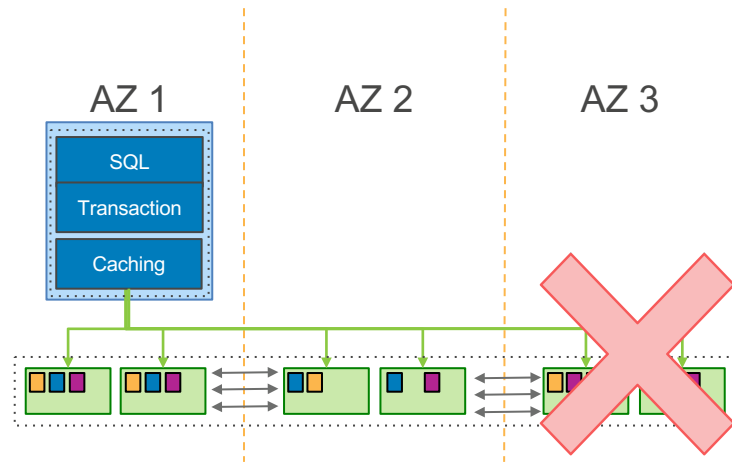 AZ 1
AZ 2
AZ 3
SQL
Transaction
Caching